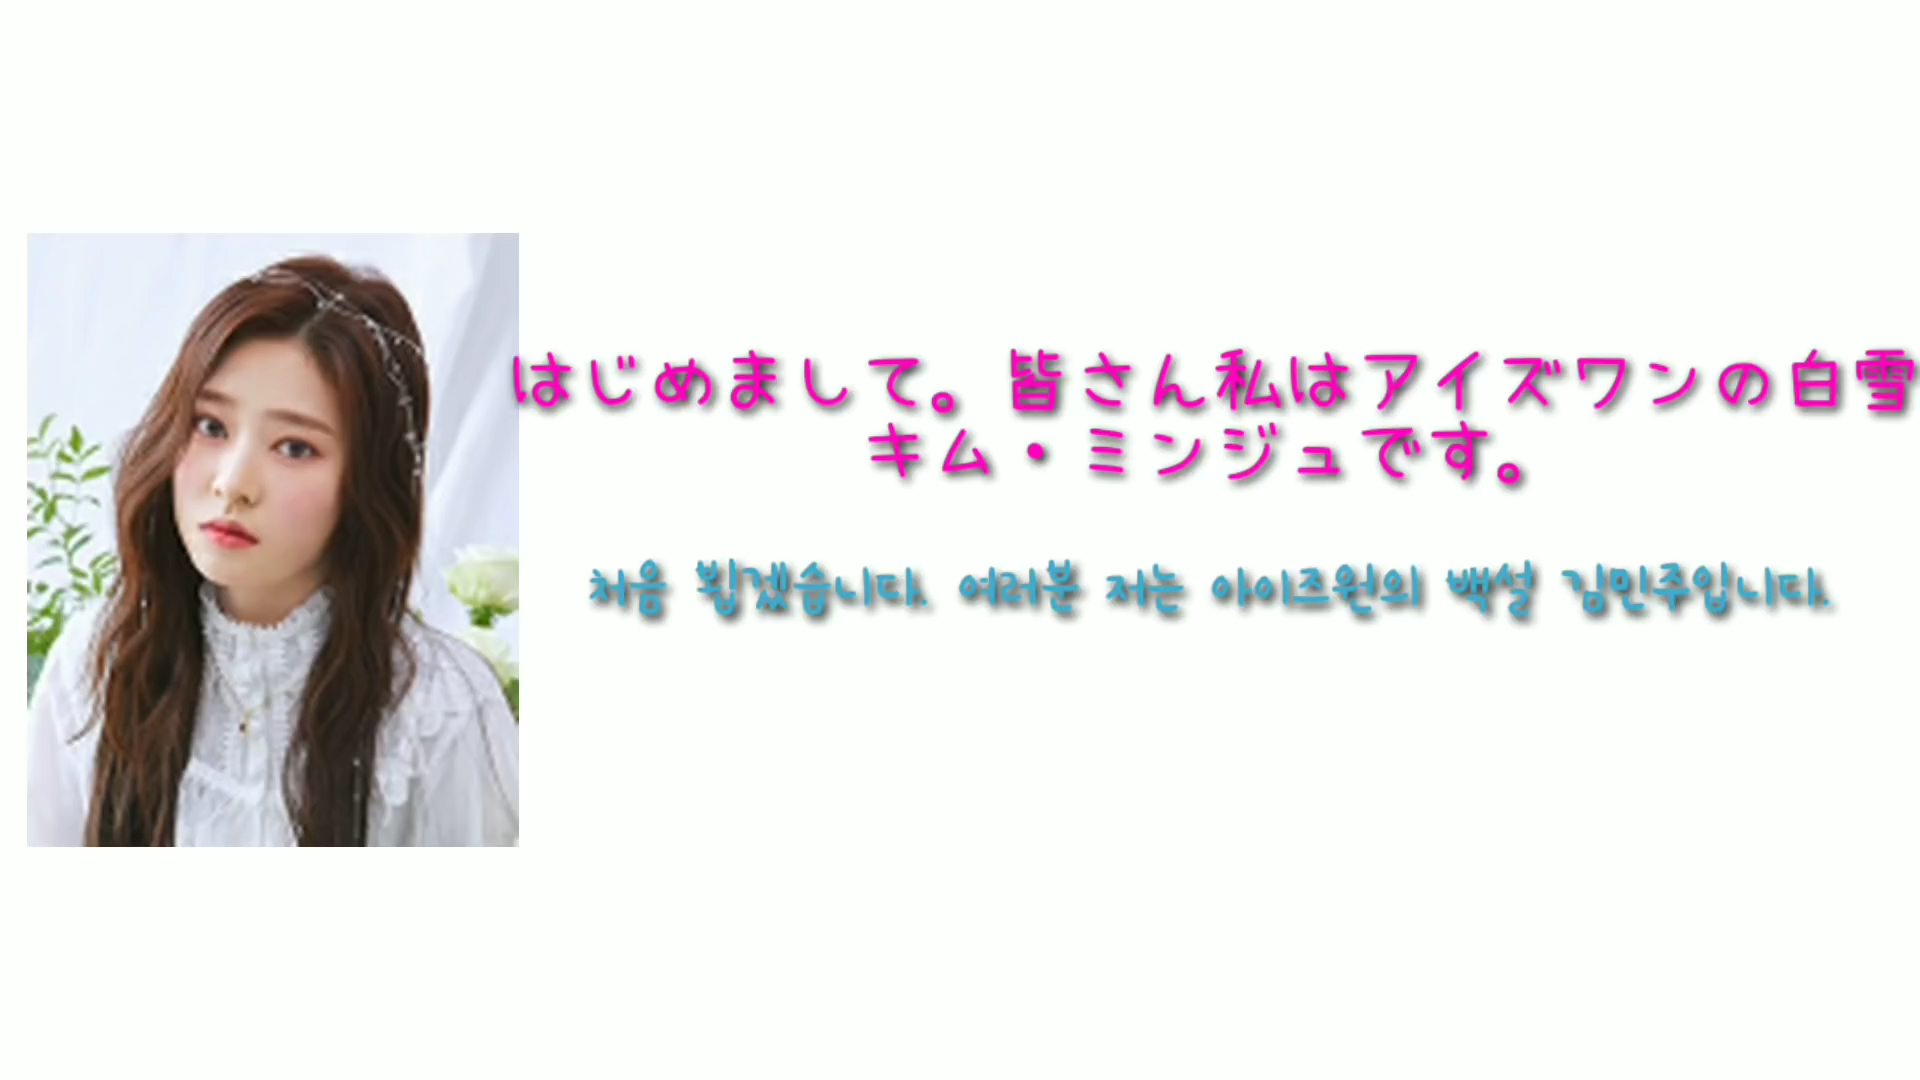 はじめまして。皆さん私はアイズワンの白雪
キム・ミンジュです。
처음 뵙겠습니다. 여러분 저는 아이즈원의 백설 김민주입니다.